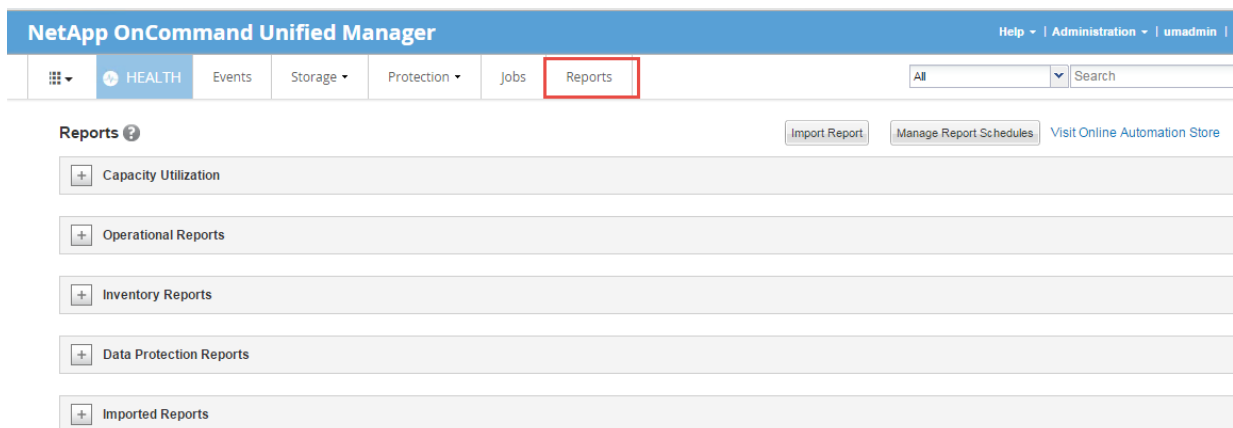 NetApp OnCommand Unified Manager
Help | Administration | umadmin |
HEALTH Events Storage Protection Jobs Reports All Search
Reports ? Import Report Manage Report Schedules Visit Online Automation Store
+ Capacity Utilization
+ Operational Reports
+ Inventory Reports
+ Data Protection Reports
+ Imported Reports